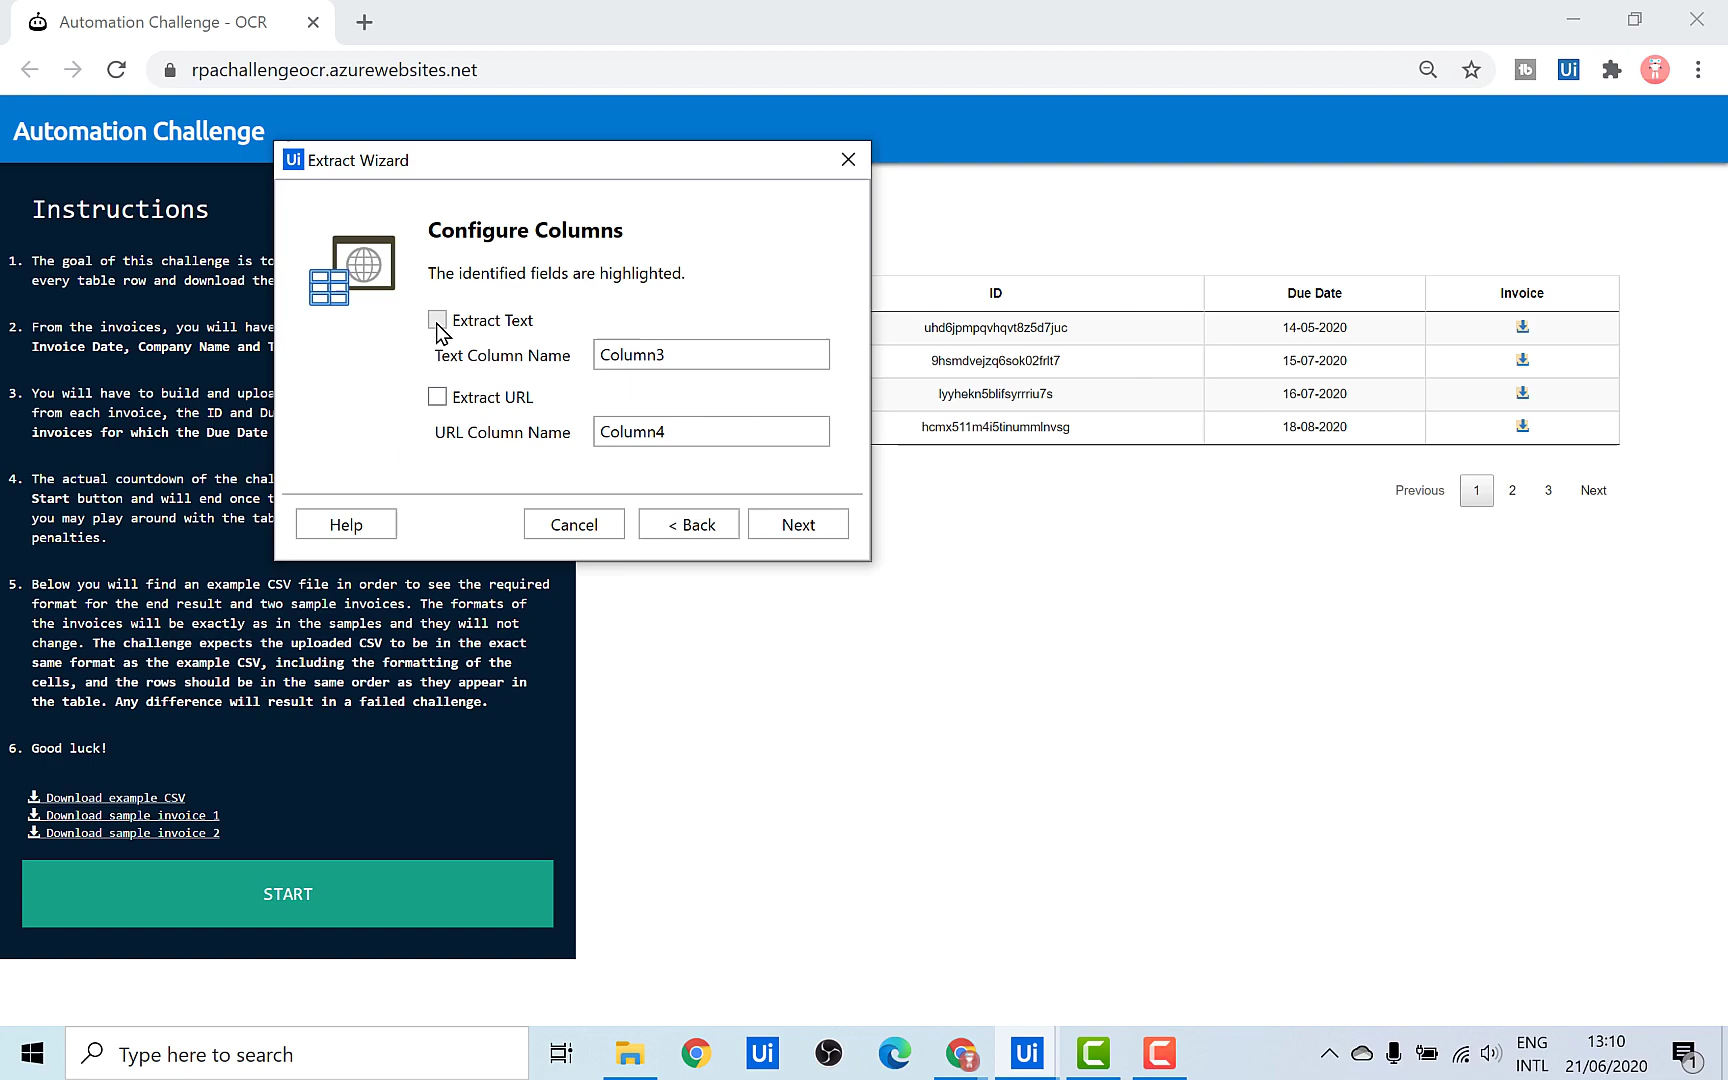 Automation Challenge - OCR
rpachallengeocr.azurewebsites.net
Automation Challenge
Ui Extract Wizard
Configure Columns
The identified fields are highlighted.
Extract Text
Text Column Name Column3
Extract URL
URL Column Name Column4
Help Cancel < Back Next
Instructions
1. The goal of this challenge is to
every table row and download the
2. From the invoices, you will have
Invoice Date, Company Name and T
3. You will have to build and uploa
from each invoice, the ID and Du
invoices for which the Due Date
4. The actual countdown of the chal
Start button and will end once t
you may play around with the tab
penalties.
5. Below you will find an example CSV file in order to see the required
format for the end result and two sample invoices. The formats of
the invoices will be exactly as in the samples and they will not
change. The challenge expects the uploaded CSV to be in the exact
same format as the example CSV, including the formatting of the
cells, and the rows should be in the same order as they appear in
the table. Any difference will result in a failed challenge.
6. Good luck!
Download example CSV
Download sample invoice 1
Download sample invoice 2
START
ID Due Date Invoice
uhd6jpmpqvhqvt8z5d7juc 14-05-2020
9hsmdvejzq6sok02frlt7 15-07-2020
lyyhekn5blifsyrrriu7s 16-07-2020
hcmx511m4i5tinummlnvsg 18-08-2020
Previous 1 2 3 Next
Type here to search
ENG
INTL
13:10
21/06/2020